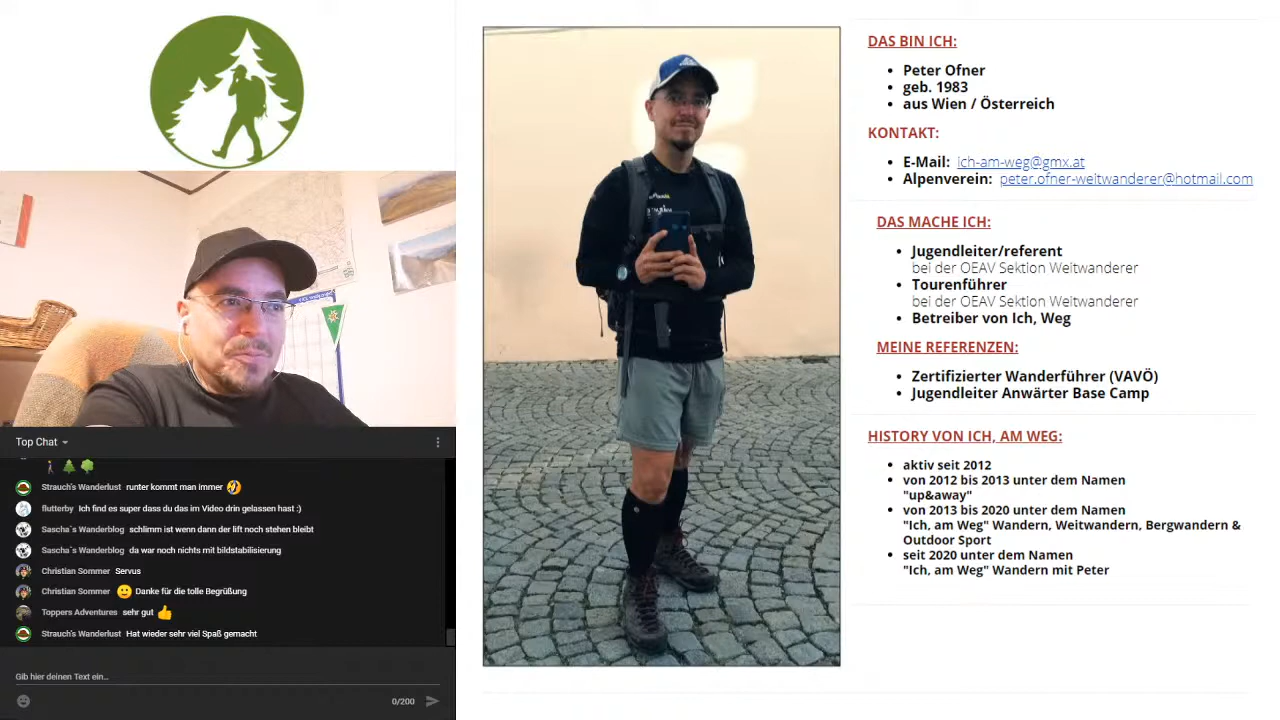 Top Chat
Strauch's Wanderlust runter kommt man immer 🤣
flutterby Ich find es super dass du das im Video drin gelassen hast :)
Sascha´s Wanderblog schlimm ist wenn dann der lift noch stehen bleibt
Sascha´s Wanderblog da war noch nichts mit bildstabilisierung
Christian Sommer Servus
Christian Sommer 🙂 Danke für die tolle Begrüßung
Toppers Adventures sehr gut 👍
Strauch's Wanderlust Hat wieder sehr viel Spaß gemacht
Gib hier deinen Text ein...
0/200
DAS BIN ICH:
• Peter Ofner
• geb. 1983
• aus Wien / Österreich
KONTAKT:
• E-Mail: ich-am-weg@gmx.at
• Alpenverein: peter.ofner-weitwanderer@hotmail.com
DAS MACHE ICH:
• Jugendleiter/referent
bei der OEAV Sektion Weitwanderer
• Tourenführer
bei der OEAV Sektion Weitwanderer
• Betreiber von Ich, Weg
MEINE REFERENZEN:
• Zertifizierter Wanderführer (VAVÖ)
• Jugendleiter Anwärter Base Camp
HISTORY VON ICH, AM WEG:
• aktiv seit 2012
• von 2012 bis 2013 unter dem Namen
"up&away"
• von 2013 bis 2020 unter dem Namen
"Ich, am Weg" Wandern, Weitwandern, Bergwandern &
Outdoor Sport
• seit 2020 unter dem Namen
"Ich, am Weg" Wandern mit Peter